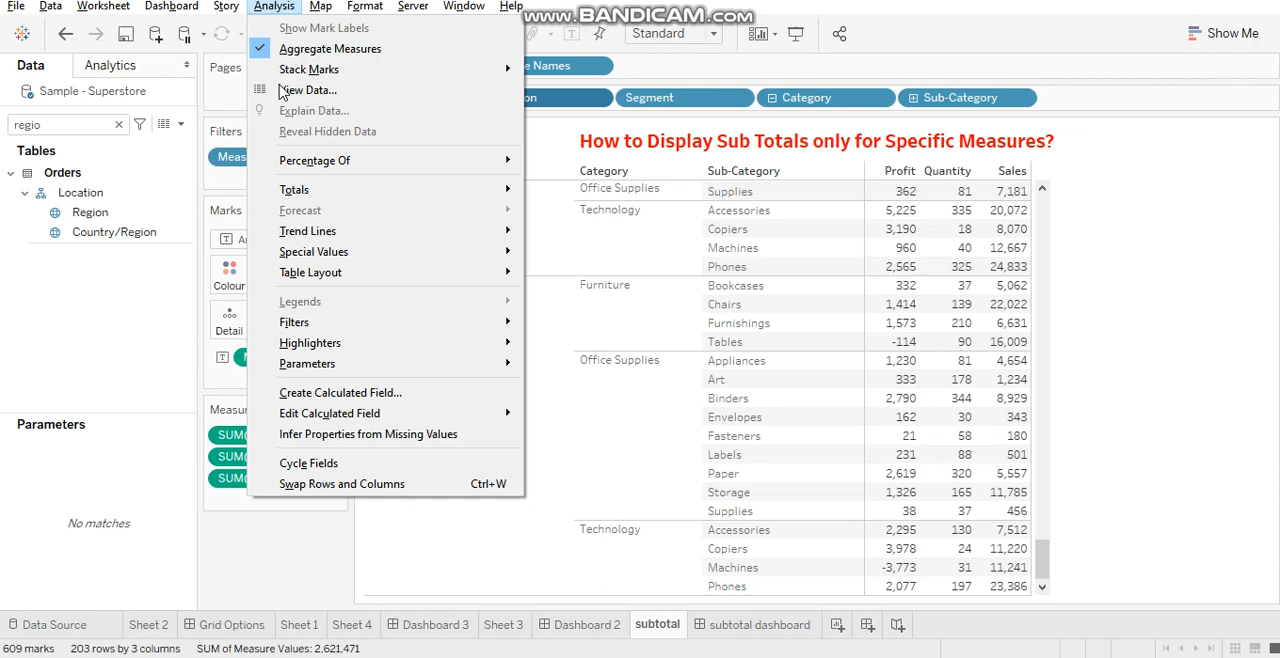 File Data Worksheet Dashboard Story Analysis Map Format Server Window Help
www.BANDICAM.com
Standard
Show Me
Data Analytics
Sample - Superstore
regio
Tables
Orders
Location
Region
Country/Region
Parameters
No matches
Pages
Filters
Meas
Marks
Colour
Detail
Measu
SUM(
SUM(
SUM(
Show Mark Labels
Aggregate Measures
Stack Marks
View Data...
Explain Data...
Reveal Hidden Data
Percentage Of
Totals
Forecast
Trend Lines
Special Values
Table Layout
Legends
Filters
Highlighters
Parameters
Create Calculated Field...
Edit Calculated Field
Infer Properties from Missing Values
Cycle Fields
Swap Rows and Columns Ctrl+W
e Names
on Segment Category Sub-Category
How to Display Sub Totals only for Specific Measures?
Category Sub-Category Profit Quantity Sales
Office Supplies Supplies 362 81 7,181
Technology Accessories 5,225 335 20,072
Copiers 3,190 18 8,070
Machines 960 40 12,667
Phones 2,565 325 24,833
Furniture Bookcases 332 37 5,062
Chairs 1,414 139 22,022
Furnishings 1,573 210 6,631
Tables -114 90 16,009
Office Supplies Appliances 1,230 81 4,654
Art 333 178 1,234
Binders 2,790 344 8,929
Envelopes 162 30 343
Fasteners 21 58 180
Labels 231 88 501
Paper 2,619 320 5,557
Storage 1,326 165 11,785
Supplies 38 37 456
Technology Accessories 2,295 130 7,512
Copiers 3,978 24 11,220
Machines -3,773 31 11,241
Phones 2,077 197 23,386
Data Source Sheet 2 Grid Options Sheet 1 Sheet 4 Dashboard 3 Sheet 3 Dashboard 2 subtotal subtotal dashboard
609 marks 203 rows by 3 columns SUM of Measure Values: 2,621,471